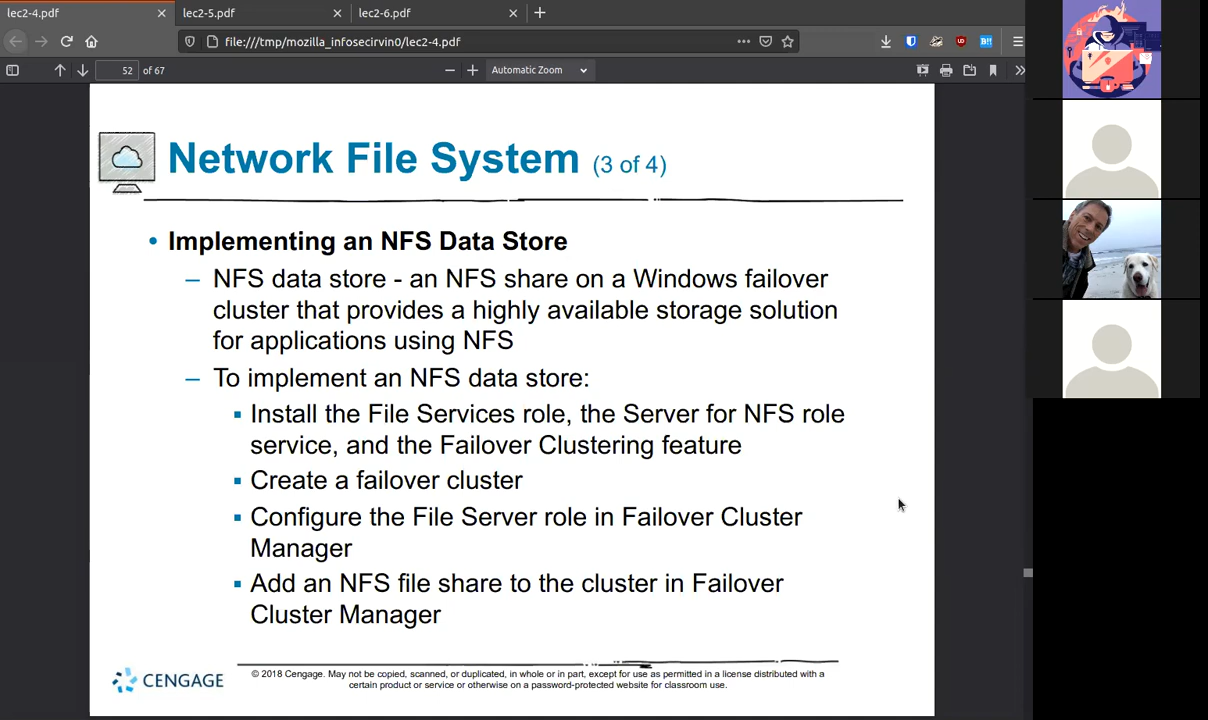 lec2-4.pdf
lec2-5.pdf
lec2-6.pdf
file:///tmp/mozilla_infosecirvin0/lec2-4.pdf
52 of 67
Automatic Zoom
Network File System (3 of 4)
• Implementing an NFS Data Store
– NFS data store - an NFS share on a Windows failover
cluster that provides a highly available storage solution
for applications using NFS
– To implement an NFS data store:
▪ Install the File Services role, the Server for NFS role
service, and the Failover Clustering feature
▪ Create a failover cluster
▪ Configure the File Server role in Failover Cluster
Manager
▪ Add an NFS file share to the cluster in Failover
Cluster Manager
CENGAGE
© 2018 Cengage. May not be copied, scanned, or duplicated, in whole or in part, except for use as permitted in a license distributed with a
certain product or service or otherwise on a password-protected website for classroom use.